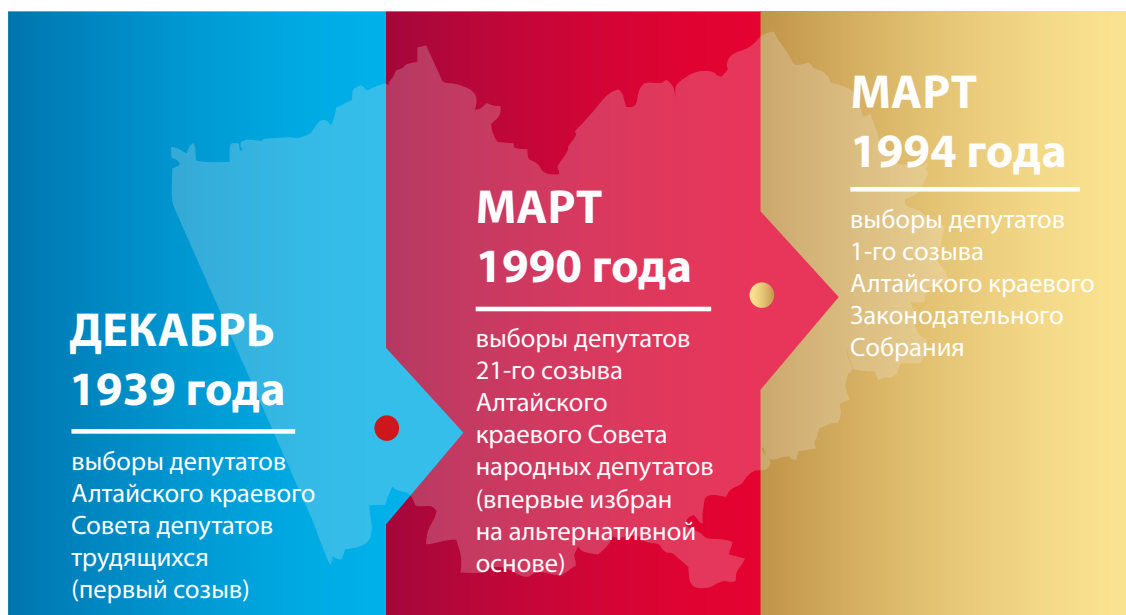 ДЕКАБРЬ
1939 года
выборы депутатов
Алтайского краевого
Совета депутатов
трудящихся
(первый созыв)
МАРТ
1990 года
выборы депутатов
21-го созыва
Алтайского
краевого Совета
народных депутатов
(впервые избран
на альтернативной
основе)
МАРТ
1994 года
выборы депутатов
1-го созыва
Алтайского краевого
Законодательного
Собрания